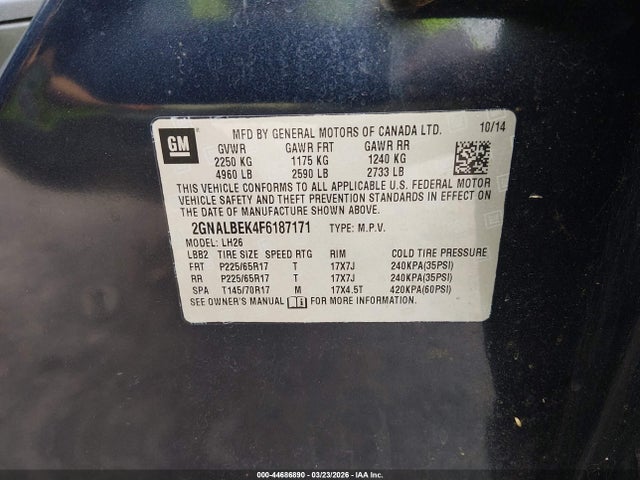 GM
MFD BY GENERAL MOTORS OF CANADA LTD. 10/14
GVWR GAWR FRT GAWR RR
2250 KG 1175 KG 1240 KG
4960 LB 2590 LB 2733 LB
THIS VEHICLE CONFORMS TO ALL APPLICABLE U.S. FEDERAL MOTOR
VEHICLE SAFETY AND THEFT PREVENTION STANDARDS IN EFFECT ON
THE DATE OF MANUFACTURE SHOWN ABOVE.
2GNALBEK4F6187171 TYPE: M.P.V.
MODEL: LH26
LBB2 TIRE SIZE SPEED RTG RIM COLD TIRE PRESSURE
FRT P225/65R17 T 17X7J 240KPA(35PSI)
RR P225/65R17 T 17X7J 240KPA(35PSI)
SPA T145/70R17 M 17X4.5T 420KPA(60PSI)
SEE OWNER'S MANUAL FOR MORE INFORMATION.
000-44686890 - 03/23/2026 - IAA Inc.